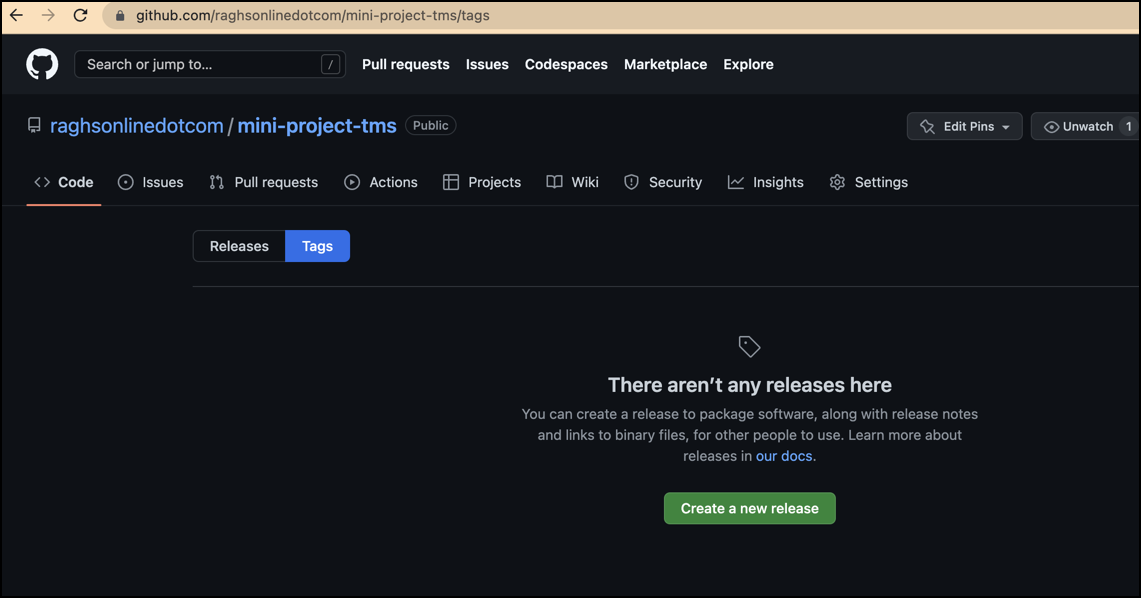 github.com/raghsonlinedotcom/mini-project-tms/tags
Search or jump to... / Pull requests Issues Codespaces Marketplace Explore
raghsonlinedotcom / mini-project-tms Public Edit Pins Unwatch 1
Code Issues Pull requests Actions Projects Wiki Security Insights Settings
Releases Tags
There aren’t any releases here
You can create a release to package software, along with release notes
and links to binary files, for other people to use. Learn more about
releases in our docs.
Create a new release